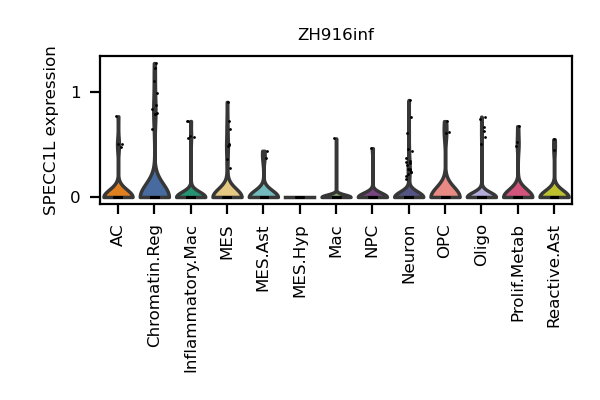 ZH916inf
SPECC1L expression
1
0
AC
Chromatin.Reg
Inflammatory.Mac
MES
MES.Ast
MES.Hyp
Mac
NPC
Neuron
OPC
Oligo
Prolif.Metab
Reactive.Ast